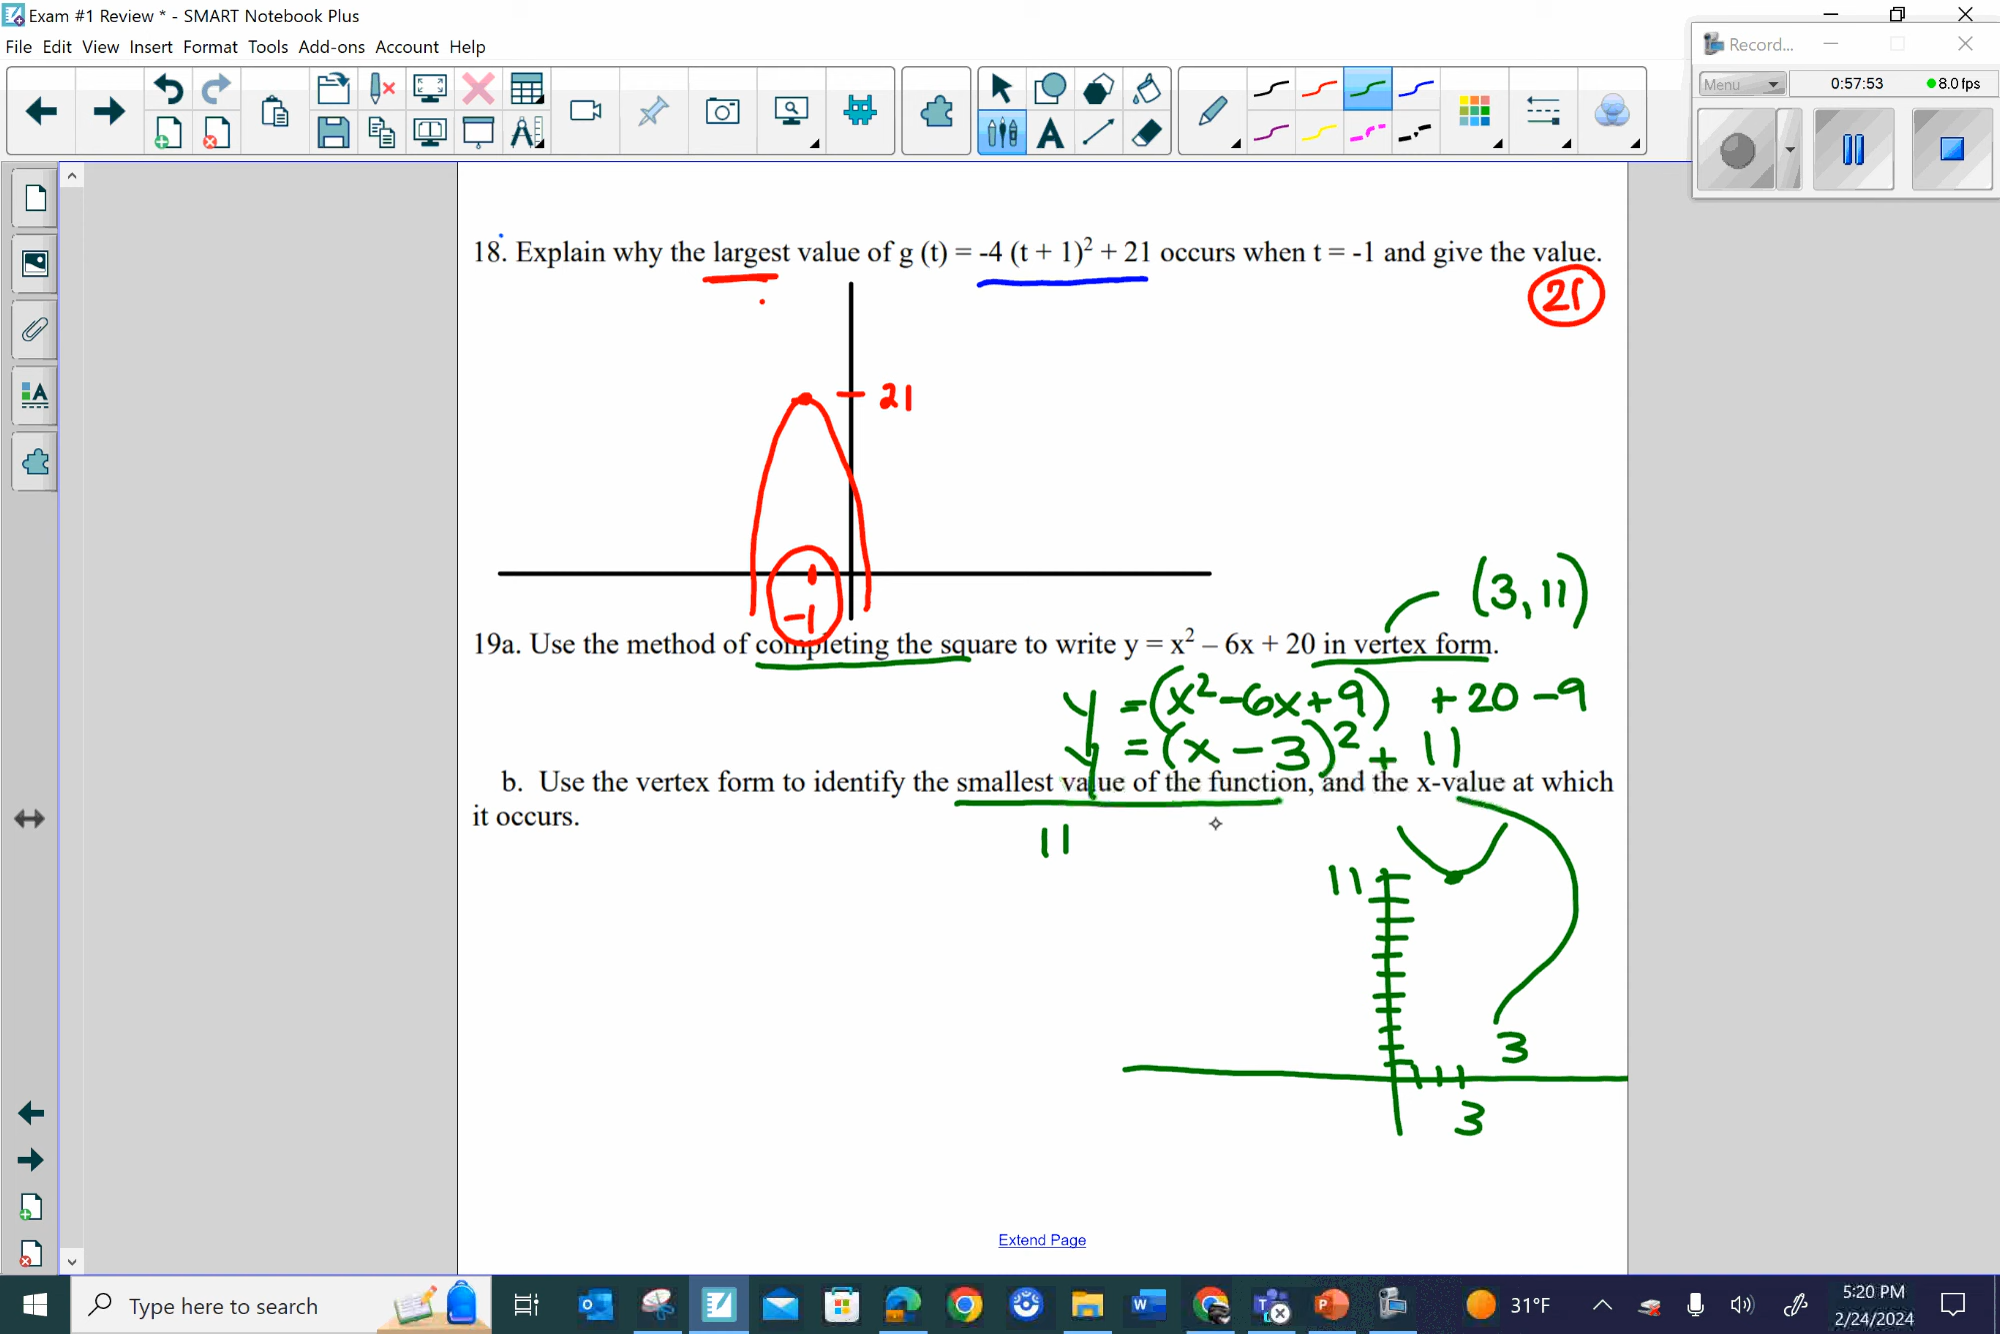 Exam #1 Review * - SMART Notebook Plus
File Edit View Insert Format Tools Add-ons Account Help
Record...
Menu 0:57:53 8.0 fps
18. Explain why the largest value of g (t) = -4 (t + 1)² + 21 occurs when t = -1 and give the value.
21
21
-1
(3, 11)
19a. Use the method of completing the square to write y = x² – 6x + 20 in vertex form.
y = (x² - 6x + 9) + 20 - 9
y = (x - 3)² + 11
b. Use the vertex form to identify the smallest value of the function, and the x-value at which
it occurs.
11
11
3
3
Extend Page
Type here to search
31°F
5:20 PM
2/24/2024